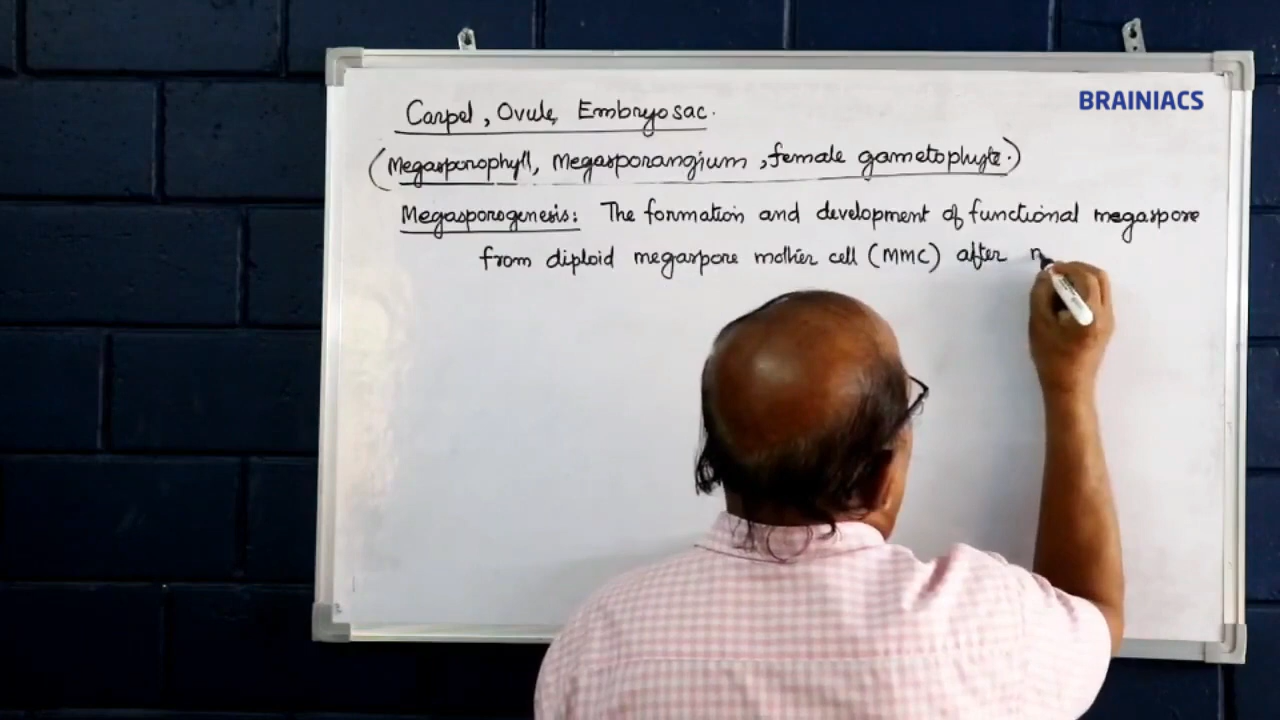 BRAINIACS
Carpel, Ovule, Embryosac.
(Megasporophyll, Megasporangium, female gametophyte.)
Megasporogenesis: The formation and development of functional megaspore
from diploid megaspore mother cell (MMC) after